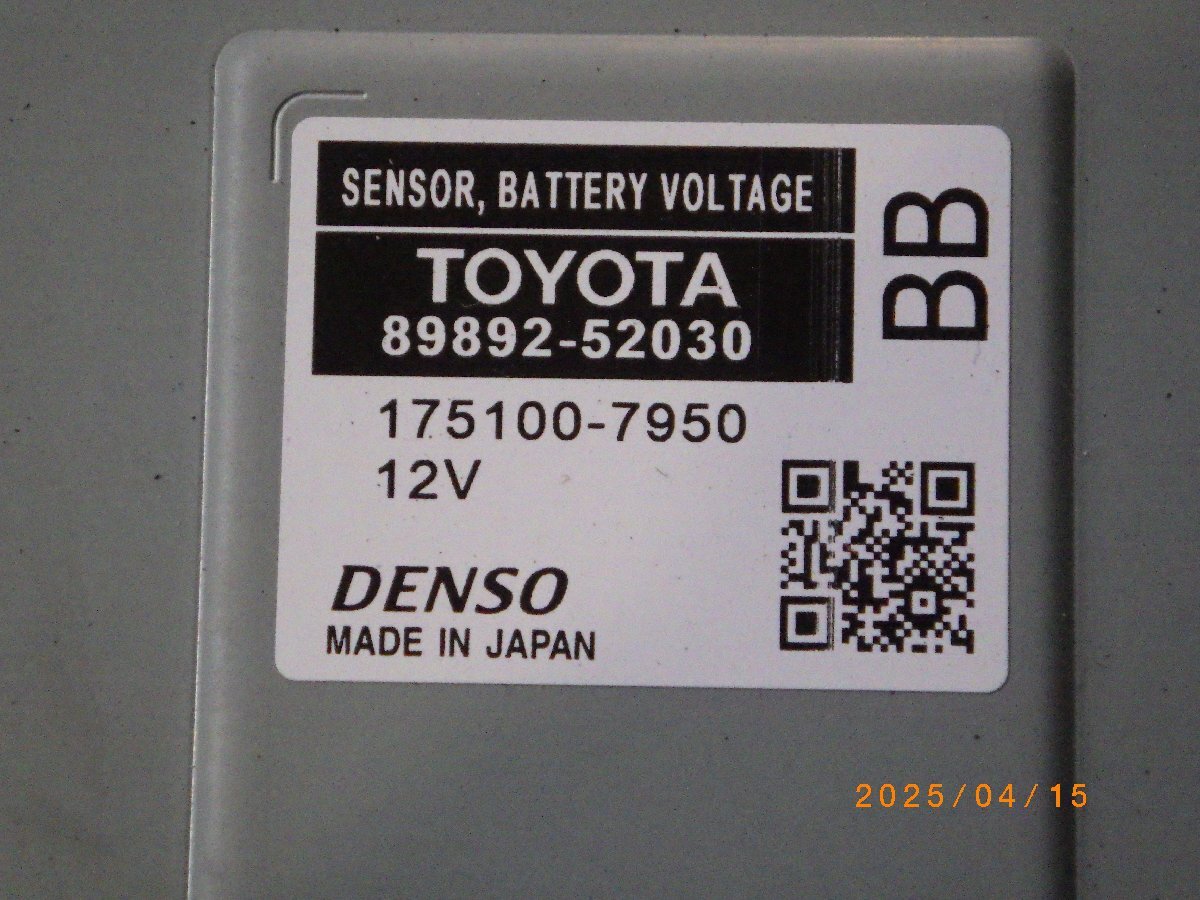 SENSOR, BATTERY VOLTAGE
TOYOTA
89892-52030
BB
175100-7950
12V
DENSO
MADE IN JAPAN
2025/04/15